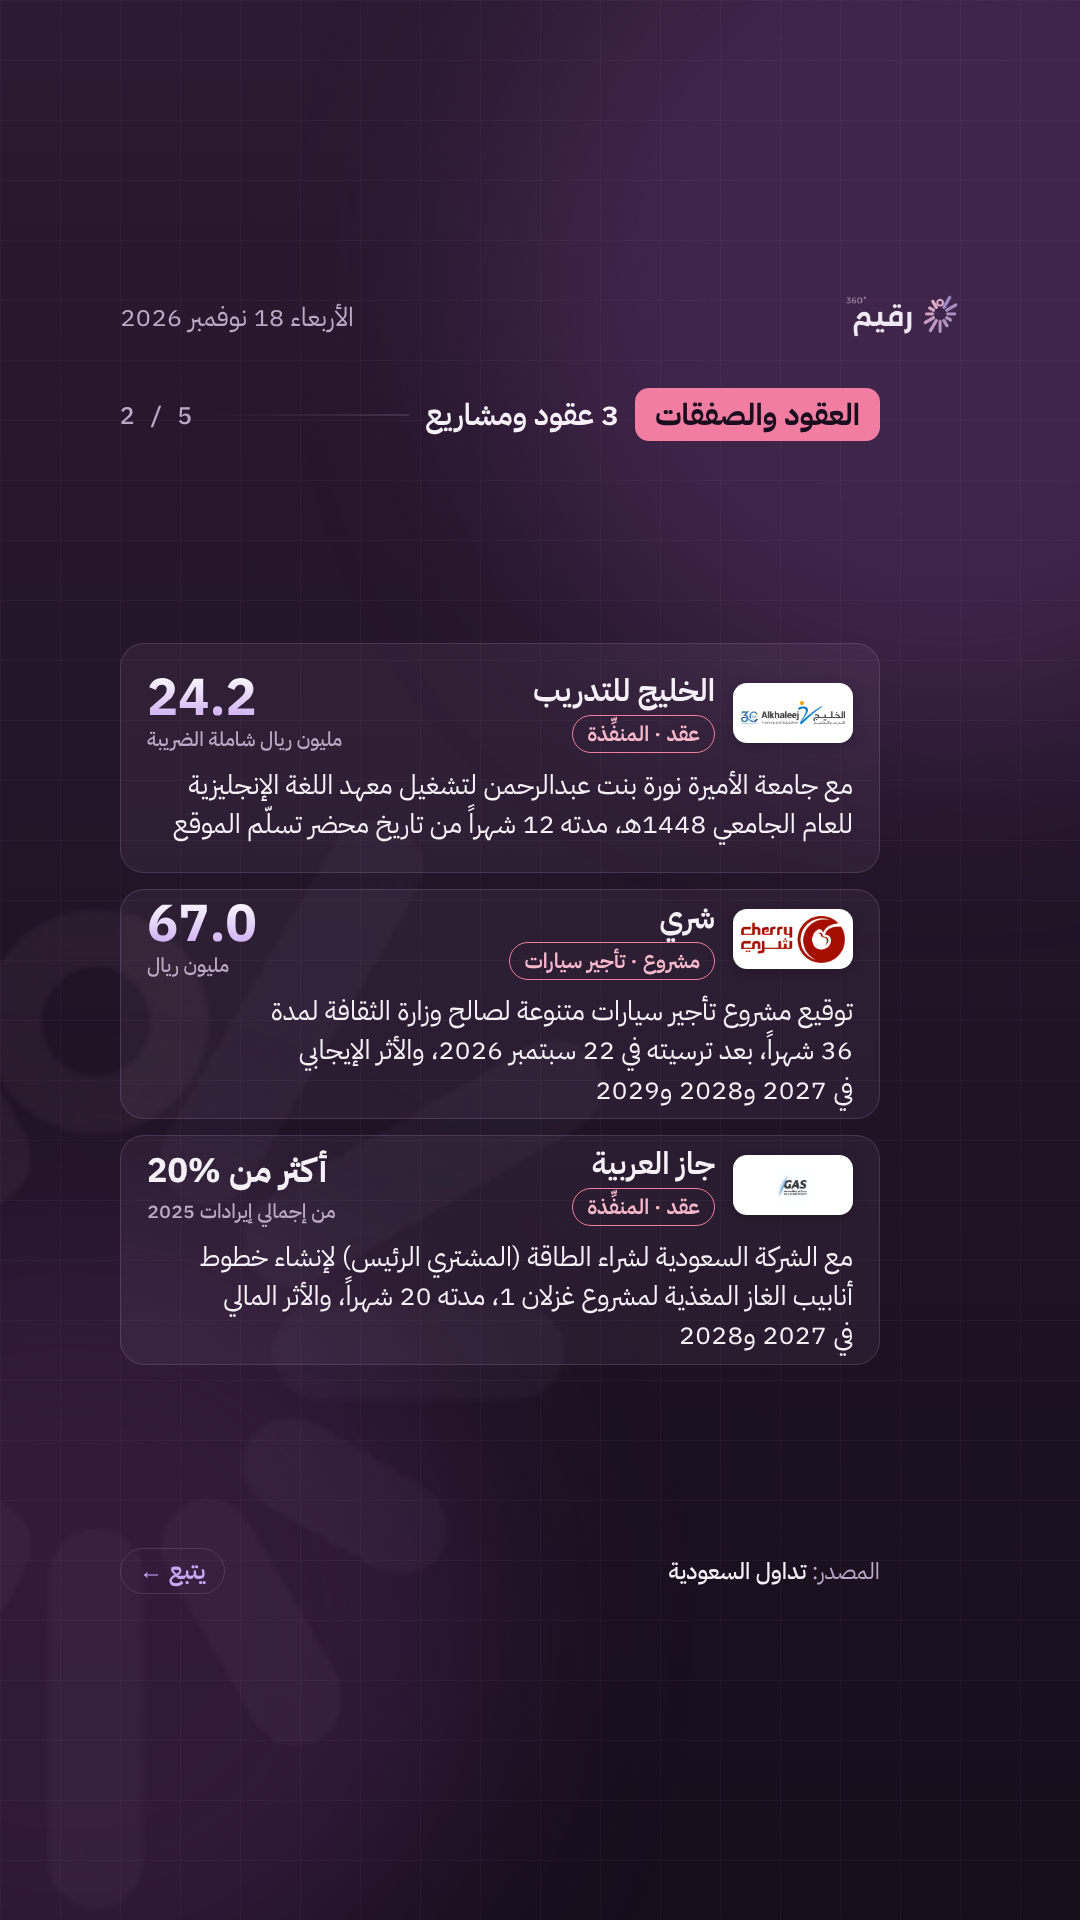 رقيم
360°
الأربعاء 18 نوفمبر 2026
العقود والصفقات
3 عقود ومشاريع
2 / 5
الخليج
Alkhaleej
الخليج للتدريب
عقد · المنفِّذة
24.2
مليون ريال شاملة الضريبة
مع جامعة الأميرة نورة بنت عبدالرحمن لتشغيل معهد اللغة الإنجليزية
للعام الجامعي 1448هـ، مدته 12 شهراً من تاريخ محضر تسلّم الموقع
cherry
شري
شري
مشروع · تأجير سيارات
67.0
مليون ريال
توقيع مشروع تأجير سيارات متنوعة لصالح وزارة الثقافة لمدة
36 شهراً، بعد ترسيته في 22 سبتمبر 2026، والأثر الإيجابي
في 2027 و2028 و2029
GAS
جاز العربية
عقد · المنفِّذة
أكثر من 20%
من إجمالي إيرادات 2025
مع الشركة السعودية لشراء الطاقة (المشتري الرئيس) لإنشاء خطوط
أنابيب الغاز المغذية لمشروع غزلان 1، مدته 20 شهراً، والأثر المالي
في 2027 و2028
المصدر: تداول السعودية
يتبع ←